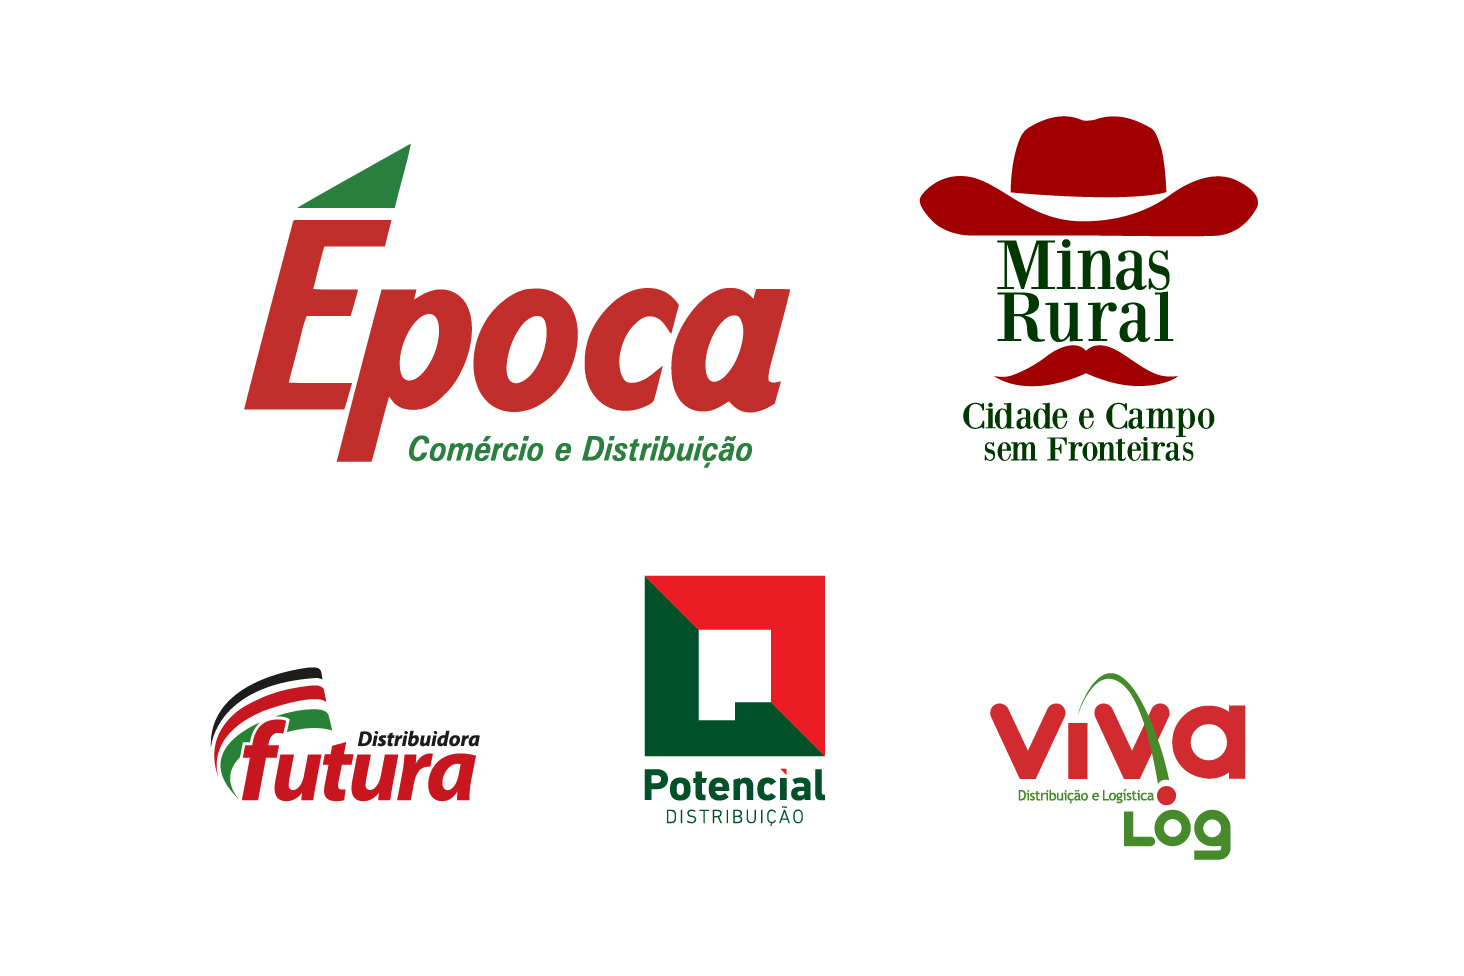 Época
Comércio e Distribuição
Minas
Rural
Cidade e Campo
sem Fronteiras
Distribuidora
futura
Potencial
DISTRIBUIÇÃO
viva
Distribuição e Logística
Log